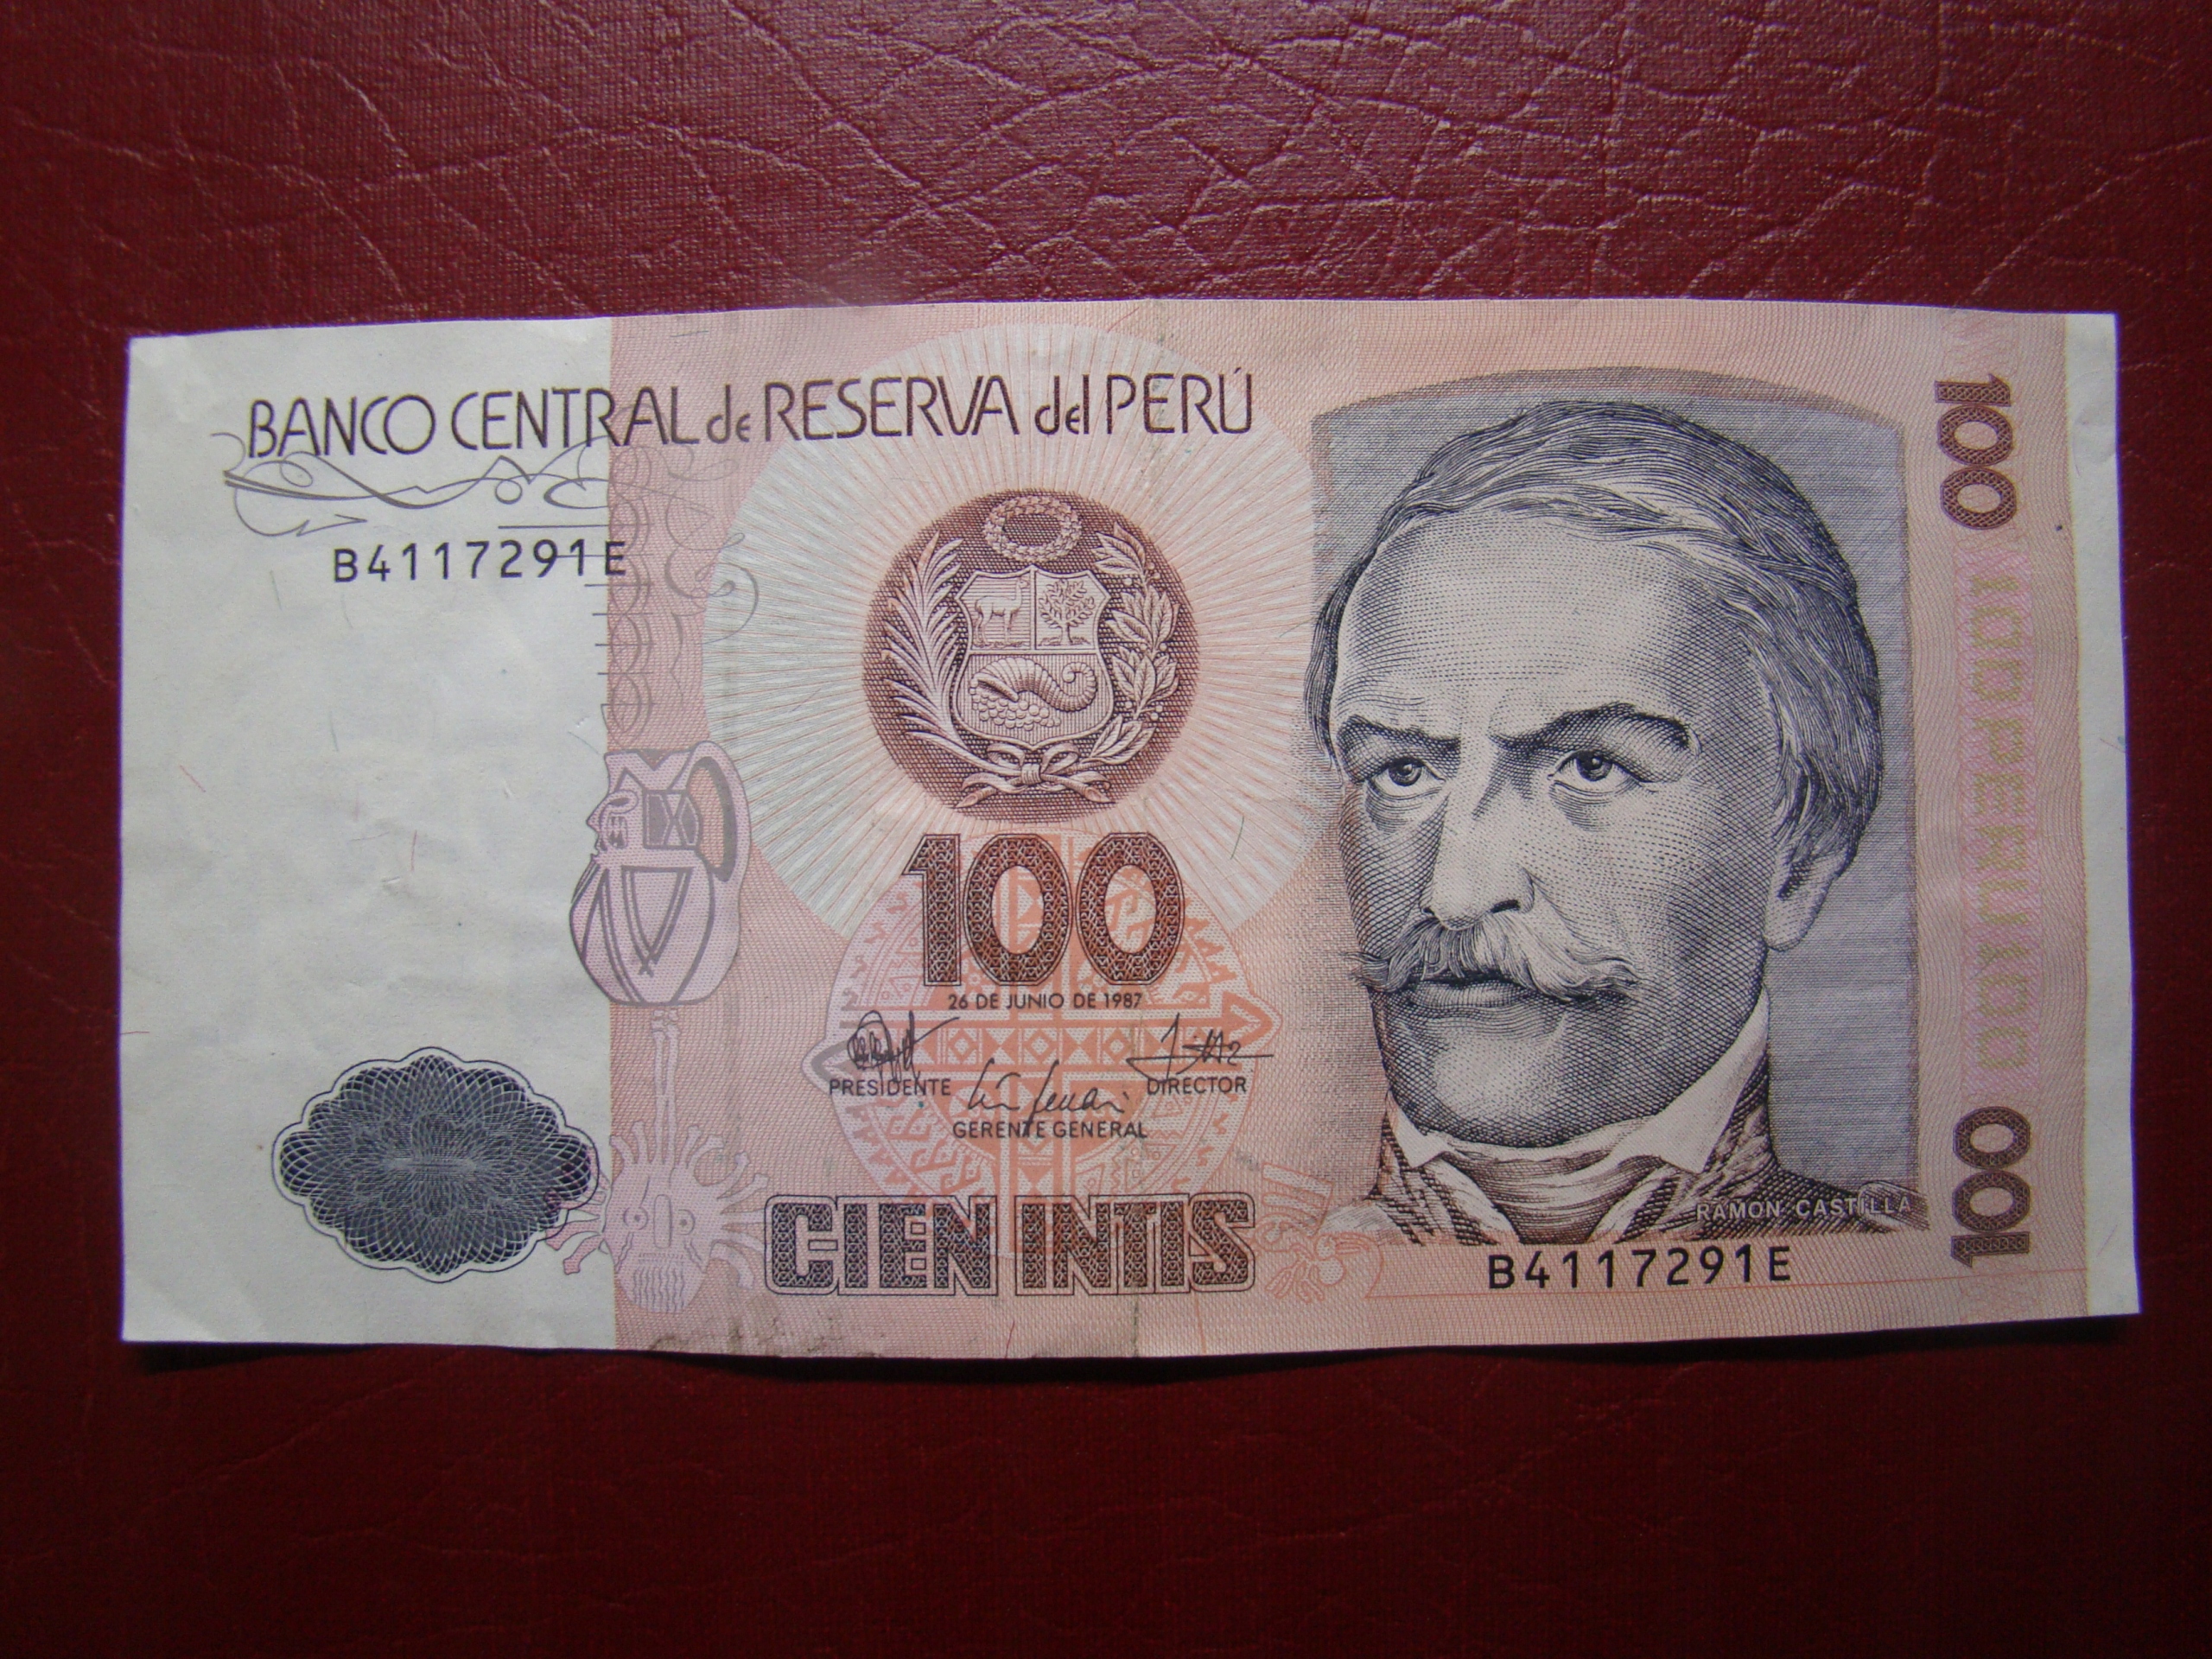 BANCO CENTRAL de RESERVA del PERÚ
B4117291E
100
26 DE JUNIO DE 1987
PRESIDENTE
DIRECTOR
GERENTE GENERAL
CIEN INTIS
RAMON CASTILLA
B4117291E
100
100 PERU 100
100